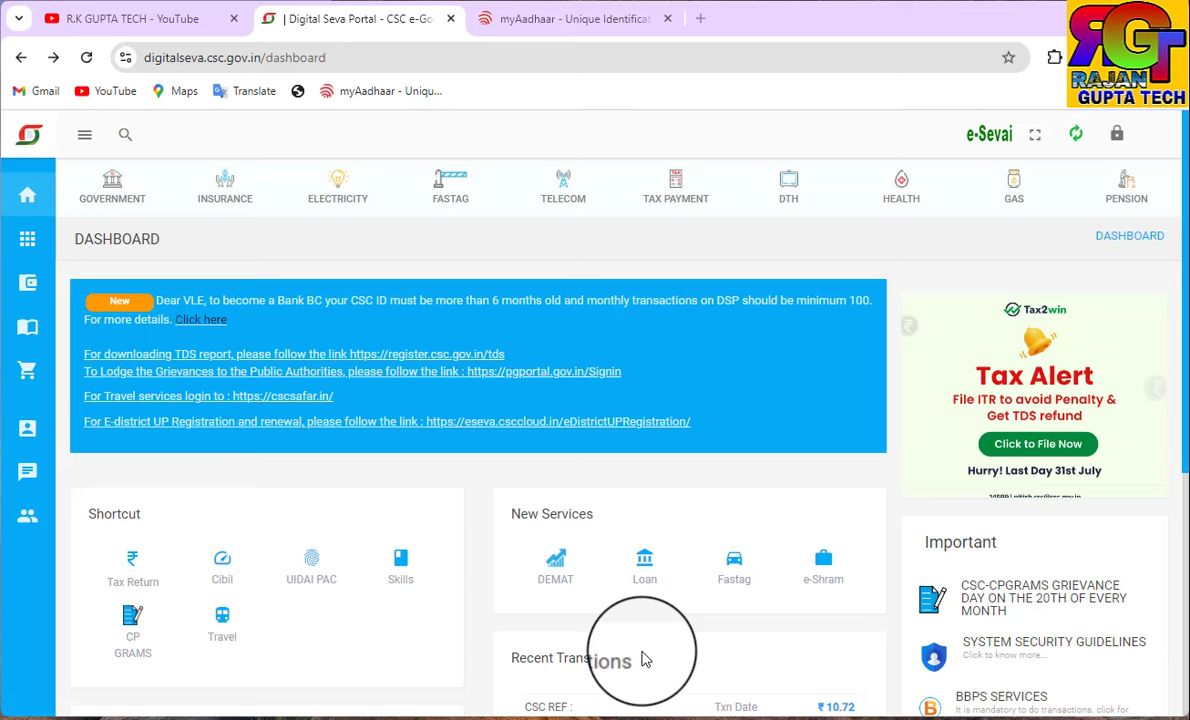 R.K GUPTA TECH - YouTube
| Digital Seva Portal - CSC e-Go
myAadhaar - Unique Identificat
digitalseva.csc.gov.in/dashboard
RGT
RAJAN
GUPTA TECH
Gmail
YouTube
Maps
Translate
myAadhaar - Uniqu...
e-Sevai
GOVERNMENT
INSURANCE
ELECTRICITY
FASTAG
TELECOM
TAX PAYMENT
DTH
HEALTH
GAS
PENSION
DASHBOARD
DASHBOARD
New Dear VLE, to become a Bank BC your CSC ID must be more than 6 months old and monthly transactions on DSP should be minimum 100.
For more details. Click here
For downloading TDS report, please follow the link https://register.csc.gov.in/tds
To Lodge the Grievances to the Public Authorities, please follow the link : https://pgportal.gov.in/Signin
For Travel services login to : https://cscsafar.in/
For E-district UP Registration and renewal, please follow the link : https://eseva.csccloud.in/eDistrictUPRegistration/
Tax2win
Tax Alert
File ITR to avoid Penalty &
Get TDS refund
Click to File Now
Hurry! Last Day 31st July
Shortcut
Tax Return
Cibil
UIDAI PAC
Skills
CP
GRAMS
Travel
New Services
DEMAT
Loan
Fastag
e-Shram
Recent Transtions
CSC REF :
Txn Date
₹ 10.72
Important
CSC-CPGRAMS GRIEVANCE
DAY ON THE 20TH OF EVERY
MONTH
SYSTEM SECURITY GUIDELINES
Click to know more...
BBPS SERVICES
It is mandatory to do transactions. click for